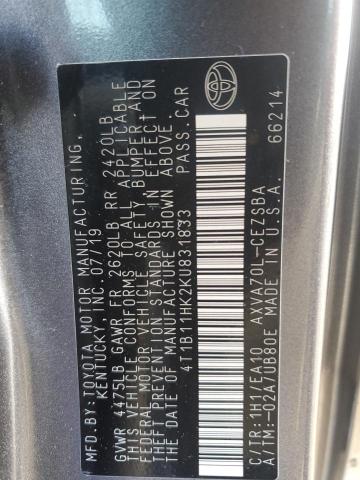 MFD.BY:TOYOTA MOTOR MANUFACTURING,
KENTUCKY, INC. 07/19
GVWR 4475LB GAWR FR 2620LB RR 2420LB
THIS VEHICLE CONFORMS TO ALL APPLICABLE
FEDERAL MOTOR VEHICLE SAFETY, BUMPER AND
THEFT PREVENTION STANDARDS IN EFFECT ON
THE DATE OF MANUFACTURE SHOWN ABOVE.
4T1B11HK2KU831833 PASS.CAR
C/TR:1H1/EA10 AXVA70L-CEZSBA
A/TM:-02A/UB80E MADE IN U.S.A.
66214